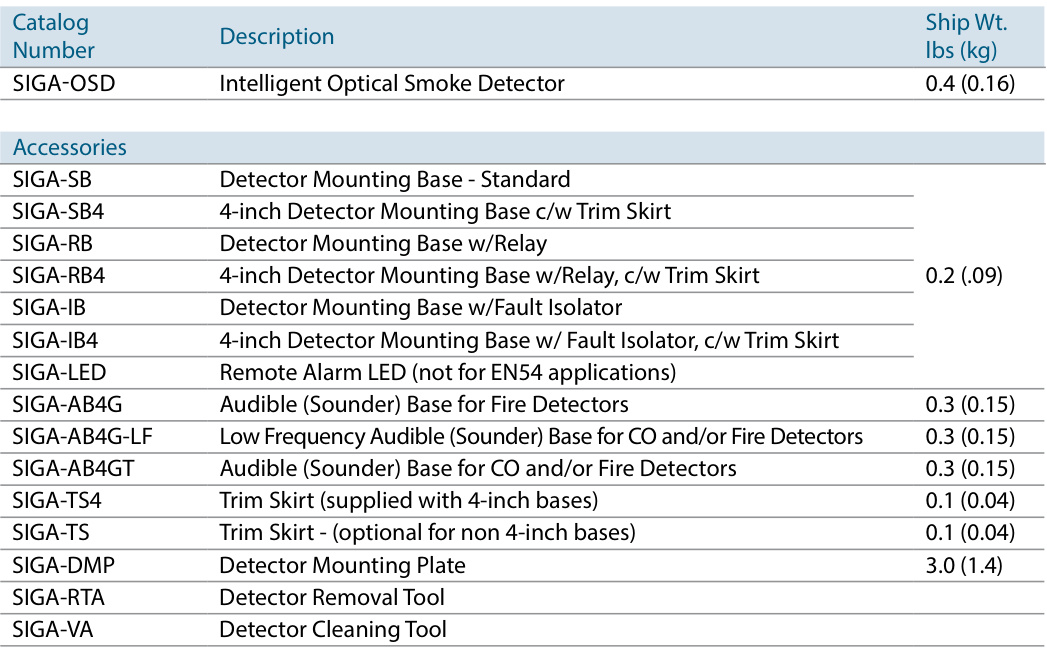 Catalog Number Description Ship Wt. lbs (kg)
SIGA-OSD Intelligent Optical Smoke Detector 0.4 (0.16)
Accessories
SIGA-SB Detector Mounting Base - Standard
SIGA-SB4 4-inch Detector Mounting Base c/w Trim Skirt
SIGA-RB Detector Mounting Base w/Relay
SIGA-RB4 4-inch Detector Mounting Base w/Relay, c/w Trim Skirt 0.2 (.09)
SIGA-IB Detector Mounting Base w/Fault Isolator
SIGA-IB4 4-inch Detector Mounting Base w/ Fault Isolator, c/w Trim Skirt
SIGA-LED Remote Alarm LED (not for EN54 applications)
SIGA-AB4G Audible (Sounder) Base for Fire Detectors 0.3 (0.15)
SIGA-AB4G-LF Low Frequency Audible (Sounder) Base for CO and/or Fire Detectors 0.3 (0.15)
SIGA-AB4GT Audible (Sounder) Base for CO and/or Fire Detectors 0.3 (0.15)
SIGA-TS4 Trim Skirt (supplied with 4-inch bases) 0.1 (0.04)
SIGA-TS Trim Skirt - (optional for non 4-inch bases) 0.1 (0.04)
SIGA-DMP Detector Mounting Plate 3.0 (1.4)
SIGA-RTA Detector Removal Tool
SIGA-VA Detector Cleaning Tool